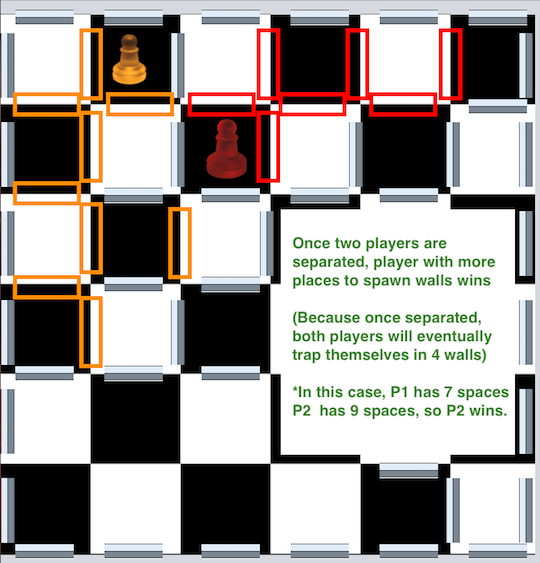 Once two players are
separated, player with more
places to spawn walls wins
(Because once separated,
both players will eventually
trap themselves in 4 walls)
*In this case, P1 has 7 spaces
P2  has 9 spaces, so P2 wins.